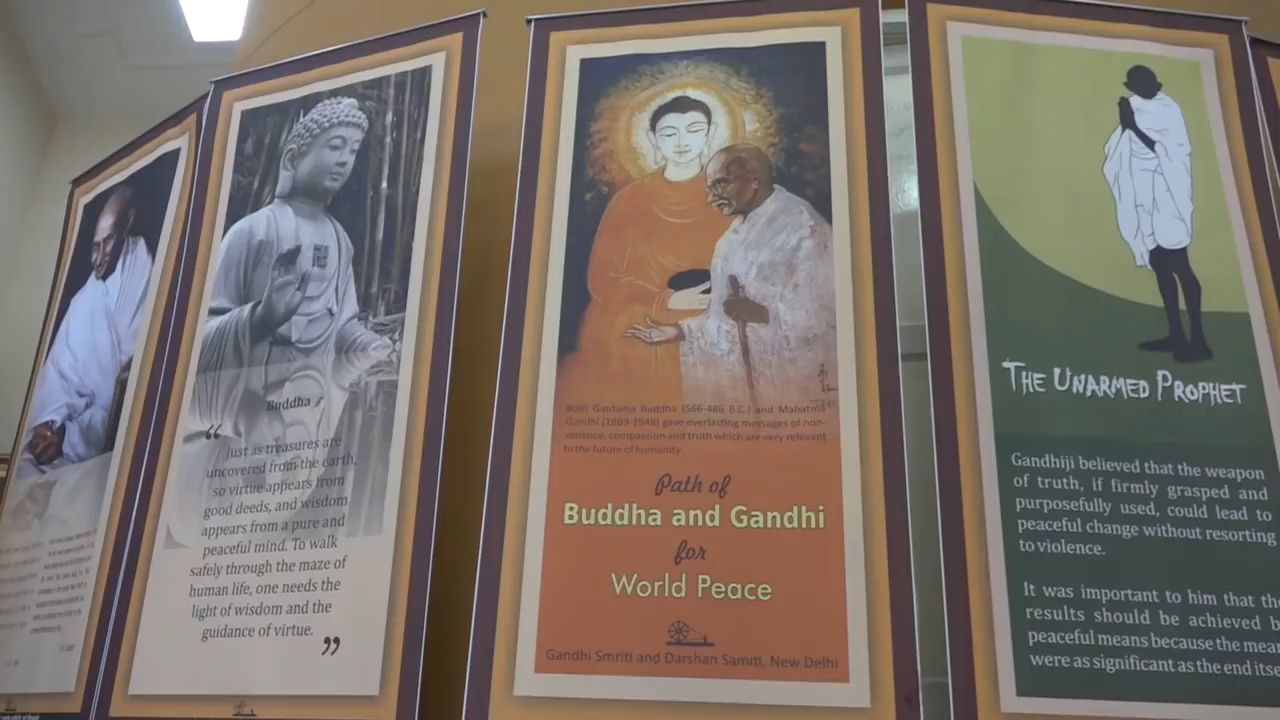 Buddha
“
Just as treasures are
uncovered from the earth,
so virtue appears from
good deeds, and wisdom
appears from a pure and
peaceful mind. To walk
safely through the maze of
human life, one needs the
light of wisdom and the
guidance of virtue.
”
Both Gautama Buddha (566-486 B.C.) and Mahatma
Gandhi (1869-1948) gave everlasting messages of non-
violence, compassion and truth which are very relevant
to the future of humanity
Path of
Buddha and Gandhi
for
World Peace
Gandhi Smriti and Darshan Samiti, New Delhi
THE UNARMED PROPHET
Gandhiji believed that the weapon
of truth, if firmly grasped and
purposefully used, could lead to
peaceful change without resorting
to violence.
It was important to him that the
results should be achieved b
peaceful means because the mea
were as significant as the end itse